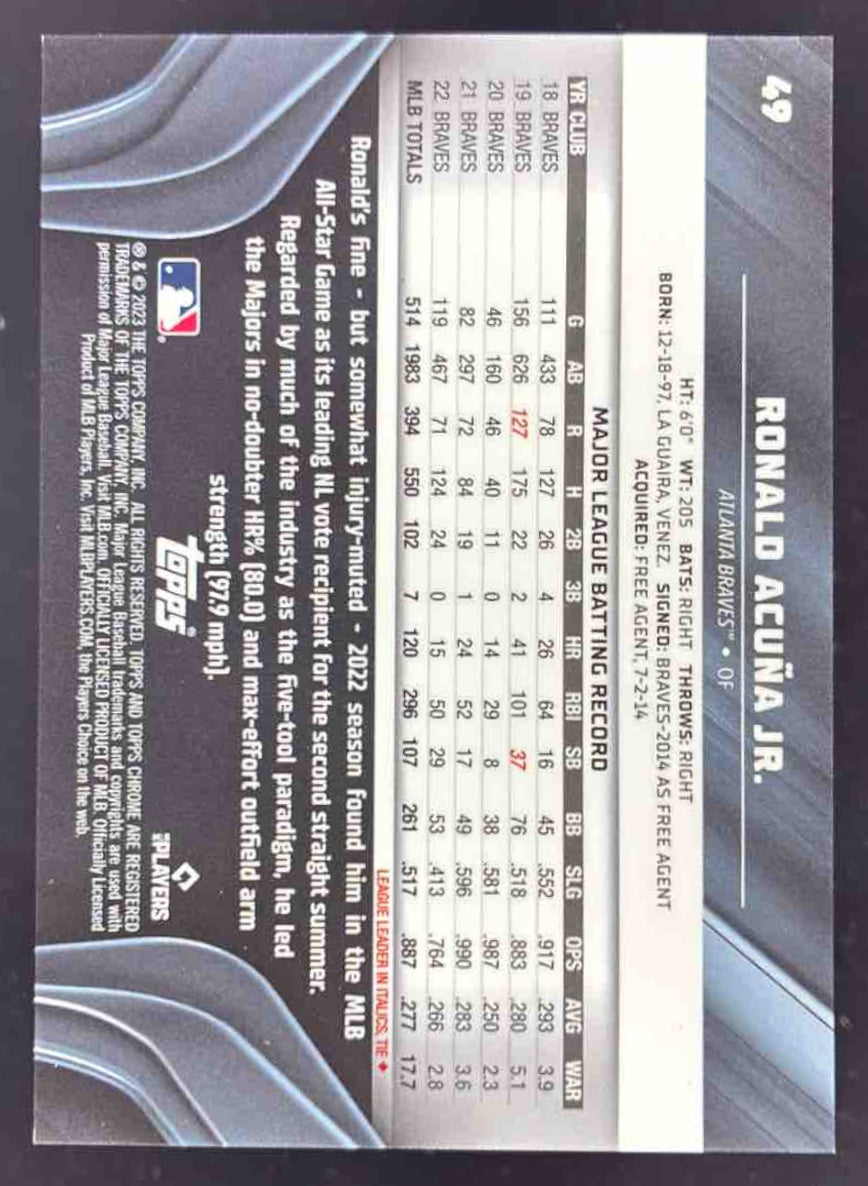 49
RONALD ACUÑA JR.
ATLANTA BRAVES™ • OF
HT: 6'0" WT: 205 BATS: RIGHT THROWS: RIGHT
BORN: 12-18-97, LA GUAIRA, VENEZ. SIGNED: BRAVES-2014 AS FREE AGENT
ACQUIRED: FREE AGENT, 7-2-14
MAJOR LEAGUE BATTING RECORD
YR CLUB G AB R H 2B 3B HR RBI SB BB SLG OPS AVG WAR
18 BRAVES 111 433 78 127 26 4 26 64 16 45 .552 .917 .293 3.9
19 BRAVES 156 626 127 175 22 2 41 101 37 76 .518 .883 .280 5.1
20 BRAVES 46 160 46 40 11 0 14 29 8 38 .581 .987 .250 2.3
21 BRAVES 82 297 72 84 19 1 24 52 17 49 .596 .990 .283 3.6
22 BRAVES 119 467 71 124 24 0 15 50 29 53 .413 .764 .266 2.8
MLB TOTALS 514 1983 394 550 102 7 120 296 107 261 .517 .887 .277 17.7
LEAGUE LEADER IN ITALICS, TIE ♦
Ronald's fine - but somewhat injury-muted - 2022 season found him in the MLB
All-Star Game as its leading NL vote recipient for the second straight summer.
Regarded by much of the industry as the five-tool paradigm, he led
the Majors in no-doubter HR% (80.0) and max-effort outfield arm
strength (97.9 mph).
topps®
MLB PLAYERS
® & © 2023 THE TOPPS COMPANY, INC. ALL RIGHTS RESERVED. TOPPS AND TOPPS CHROME ARE REGISTERED
TRADEMARKS OF THE TOPPS COMPANY, INC. Major League Baseball trademarks and copyrights are used with
permission of Major League Baseball. Visit MLB.com. OFFICIALLY LICENSED PRODUCT OF MLB. Officially Licensed
Product of MLB Players, Inc. Visit MLBPLAYERS.COM, the Players Choice on the web.